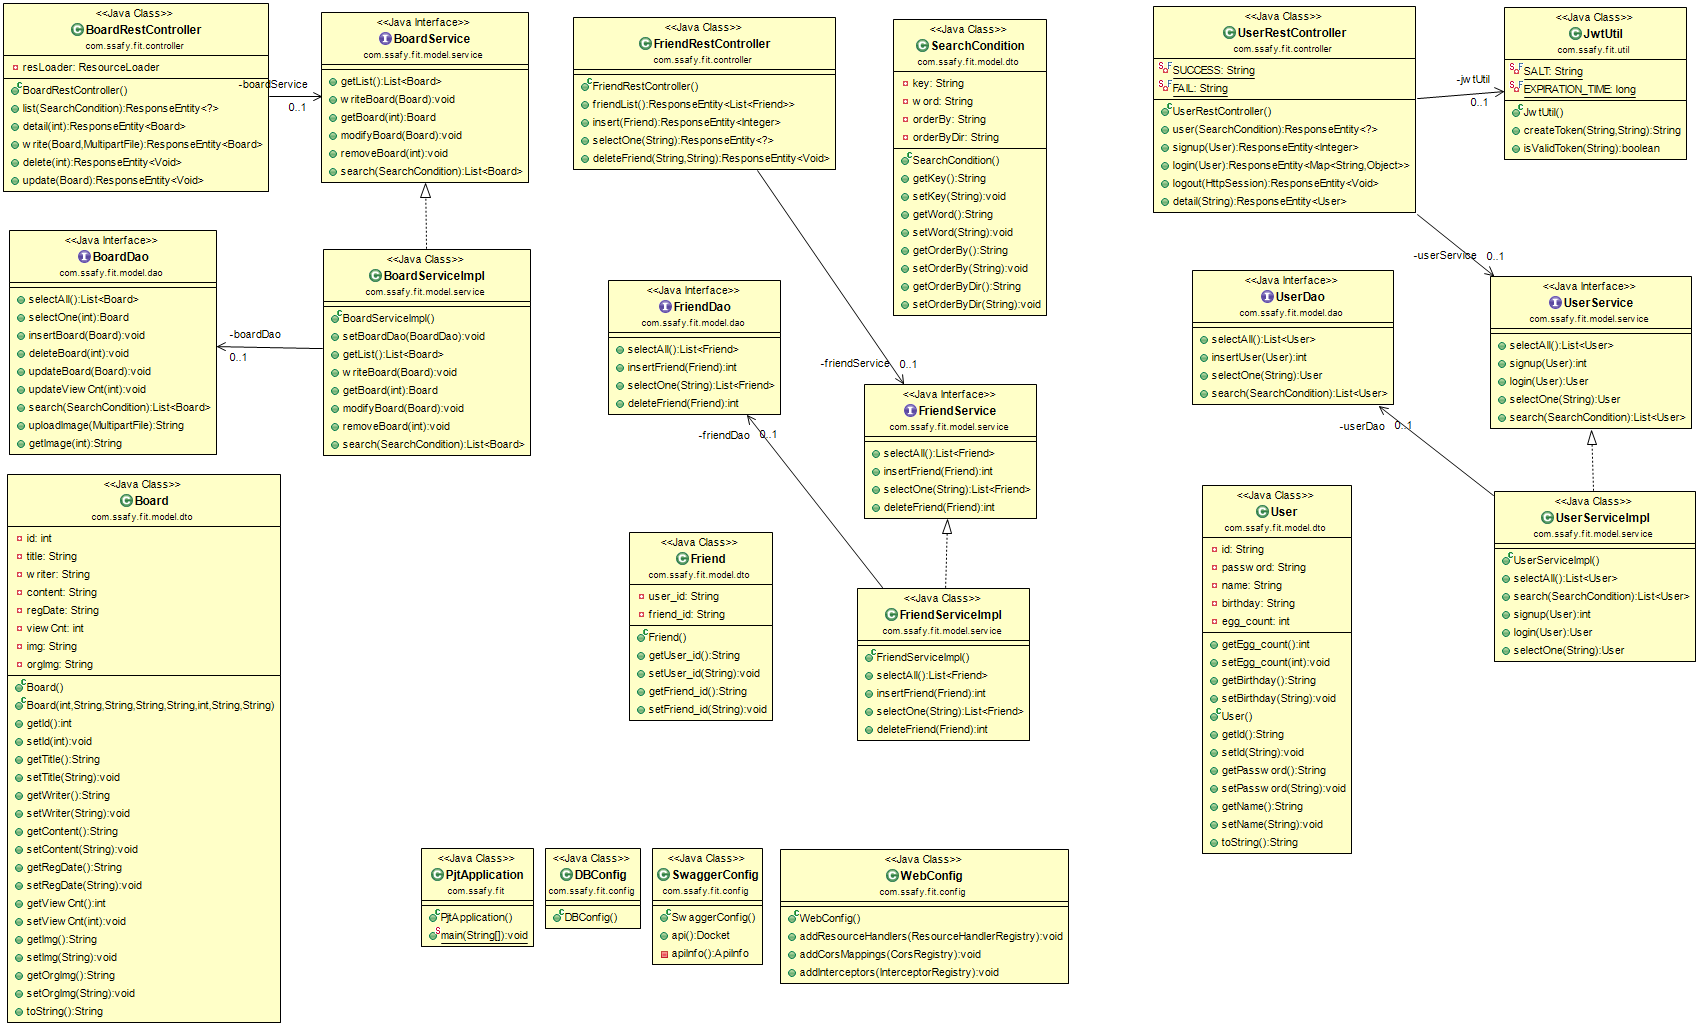 <<Java Class>>
BoardRestController
com.ssafy.fit.controller
resLoader: ResourceLoader
BoardRestController()
list(SearchCondition):ResponseEntity<?>
detail(int):ResponseEntity<Board>
write(Board,MultipartFile):ResponseEntity<Board>
delete(int):ResponseEntity<Void>
update(Board):ResponseEntity<Void>
-boardService
0..1
<<Java Interface>>
BoardService
com.ssafy.fit.model.service
getList():List<Board>
writeBoard(Board):void
getBoard(int):Board
modifyBoard(Board):void
removeBoard(int):void
search(SearchCondition):List<Board>
<<Java Class>>
FriendRestController
com.ssafy.fit.controller
FriendRestController()
friendList():ResponseEntity<List<Friend>>
insert(Friend):ResponseEntity<Integer>
selectOne(String):ResponseEntity<?>
deleteFriend(String,String):ResponseEntity<Void>
<<Java Class>>
SearchCondition
com.ssafy.fit.model.dto
key: String
word: String
orderBy: String
orderByDir: String
SearchCondition()
getKey():String
setKey(String):void
getWord():String
setWord(String):void
getOrderBy():String
setOrderBy(String):void
getOrderByDir():String
setOrderByDir(String):void
<<Java Class>>
UserRestController
com.ssafy.fit.controller
SUCCESS: String
FAIL: String
UserRestController()
user(SearchCondition):ResponseEntity<?>
signup(User):ResponseEntity<Integer>
login(User):ResponseEntity<Map<String,Object>>
logout(HttpSession):ResponseEntity<Void>
detail(String):ResponseEntity<User>
-jwtUtil
0..1
<<Java Class>>
JwtUtil
com.ssafy.fit.util
SALT: String
EXPIRATION_TIME: long
JwtUtil()
createToken(String,String):String
isValidToken(String):boolean
<<Java Interface>>
BoardDao
com.ssafy.fit.model.dao
selectAll():List<Board>
selectOne(int):Board
insertBoard(Board):void
deleteBoard(int):void
updateBoard(Board):void
updateViewCnt(int):void
search(SearchCondition):List<Board>
uploadImage(MultipartFile):String
getImage(int):String
-boardDao
0..1
<<Java Class>>
BoardServiceImpl
com.ssafy.fit.model.service
BoardServiceImpl()
setBoardDao(BoardDao):void
getList():List<Board>
writeBoard(Board):void
getBoard(int):Board
modifyBoard(Board):void
removeBoard(int):void
search(SearchCondition):List<Board>
<<Java Interface>>
FriendDao
com.ssafy.fit.model.dao
selectAll():List<Friend>
insertFriend(Friend):int
selectOne(String):List<Friend>
deleteFriend(Friend):int
-friendDao
0..1
-friendService
0..1
<<Java Interface>>
FriendService
com.ssafy.fit.model.service
selectAll():List<Friend>
insertFriend(Friend):int
selectOne(String):List<Friend>
deleteFriend(Friend):int
-userService
0..1
<<Java Interface>>
UserDao
com.ssafy.fit.model.dao
selectAll():List<User>
insertUser(User):int
selectOne(String):User
search(SearchCondition):List<User>
-userDao
0..1
<<Java Interface>>
UserService
com.ssafy.fit.model.service
selectAll():List<User>
signup(User):int
login(User):User
selectOne(String):User
search(SearchCondition):List<User>
<<Java Class>>
Board
com.ssafy.fit.model.dto
id: int
title: String
writer: String
content: String
regDate: String
viewCnt: int
img: String
orgImg: String
Board()
Board(int,String,String,String,String,int,String,String)
getId():int
setId(int):void
getTitle():String
setTitle(String):void
getWriter():String
setWriter(String):void
getContent():String
setContent(String):void
getRegDate():String
setRegDate(String):void
getViewCnt():int
setViewCnt(int):void
getImg():String
setImg(String):void
getOrgImg():String
setOrgImg(String):void
toString():String
<<Java Class>>
Friend
com.ssafy.fit.model.dto
user_id: String
friend_id: String
Friend()
getUser_id():String
setUser_id(String):void
getFriend_id():String
setFriend_id(String):void
<<Java Class>>
FriendServiceImpl
com.ssafy.fit.model.service
FriendServiceImpl()
selectAll():List<Friend>
insertFriend(Friend):int
selectOne(String):List<Friend>
deleteFriend(Friend):int
<<Java Class>>
User
com.ssafy.fit.model.dto
id: String
password: String
name: String
birthday: String
egg_count: int
getEgg_count():int
setEgg_count(int):void
getBirthday():String
setBirthday(String):void
User()
getId():String
setId(String):void
getPassword():String
setPassword(String):void
getName():String
setName(String):void
toString():String
<<Java Class>>
UserServiceImpl
com.ssafy.fit.model.service
UserServiceImpl()
selectAll():List<User>
search(SearchCondition):List<User>
signup(User):int
login(User):User
selectOne(String):User
<<Java Class>>
PjtApplication
com.ssafy.fit
PjtApplication()
main(String[]):void
<<Java Class>>
DBConfig
com.ssafy.fit.config
DBConfig()
<<Java Class>>
SwaggerConfig
com.ssafy.fit.config
SwaggerConfig()
api():Docket
apiInfo():ApiInfo
<<Java Class>>
WebConfig
com.ssafy.fit.config
WebConfig()
addResourceHandlers(ResourceHandlerRegistry):void
addCorsMappings(CorsRegistry):void
addInterceptors(InterceptorRegistry):void